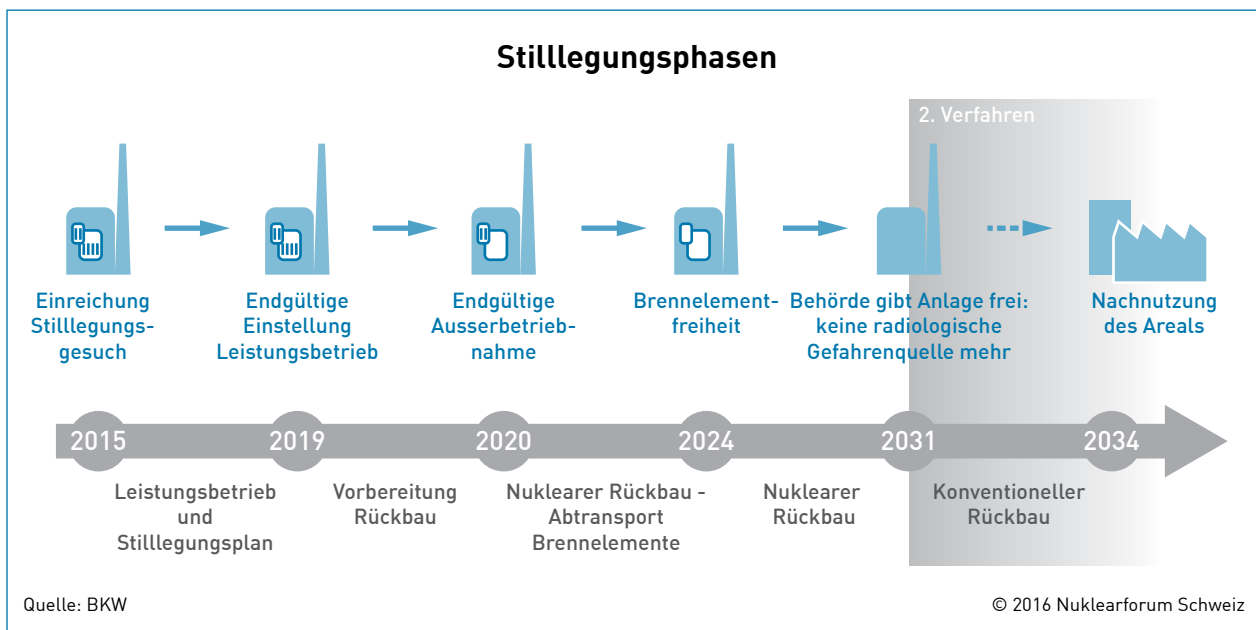 Stilllegungsphasen
2. Verfahren
Einreichung
Stilllegungs-
gesuch
Endgültige
Einstellung
Leistungsbetrieb
Endgültige
Ausserbetrieb-
nahme
Brennelement-
freiheit
Behörde gibt Anlage frei:
keine radiologische
Gefahrenquelle mehr
Nachnutzung
des Areals
2015
2019
2020
2024
2031
2034
Leistungsbetrieb
und
Stilllegungsplan
Vorbereitung
Rückbau
Nuklearer Rückbau -
Abtransport
Brennelemente
Nuklearer
Rückbau
Konventioneller
Rückbau
Quelle: BKW
© 2016 Nuklearforum Schweiz